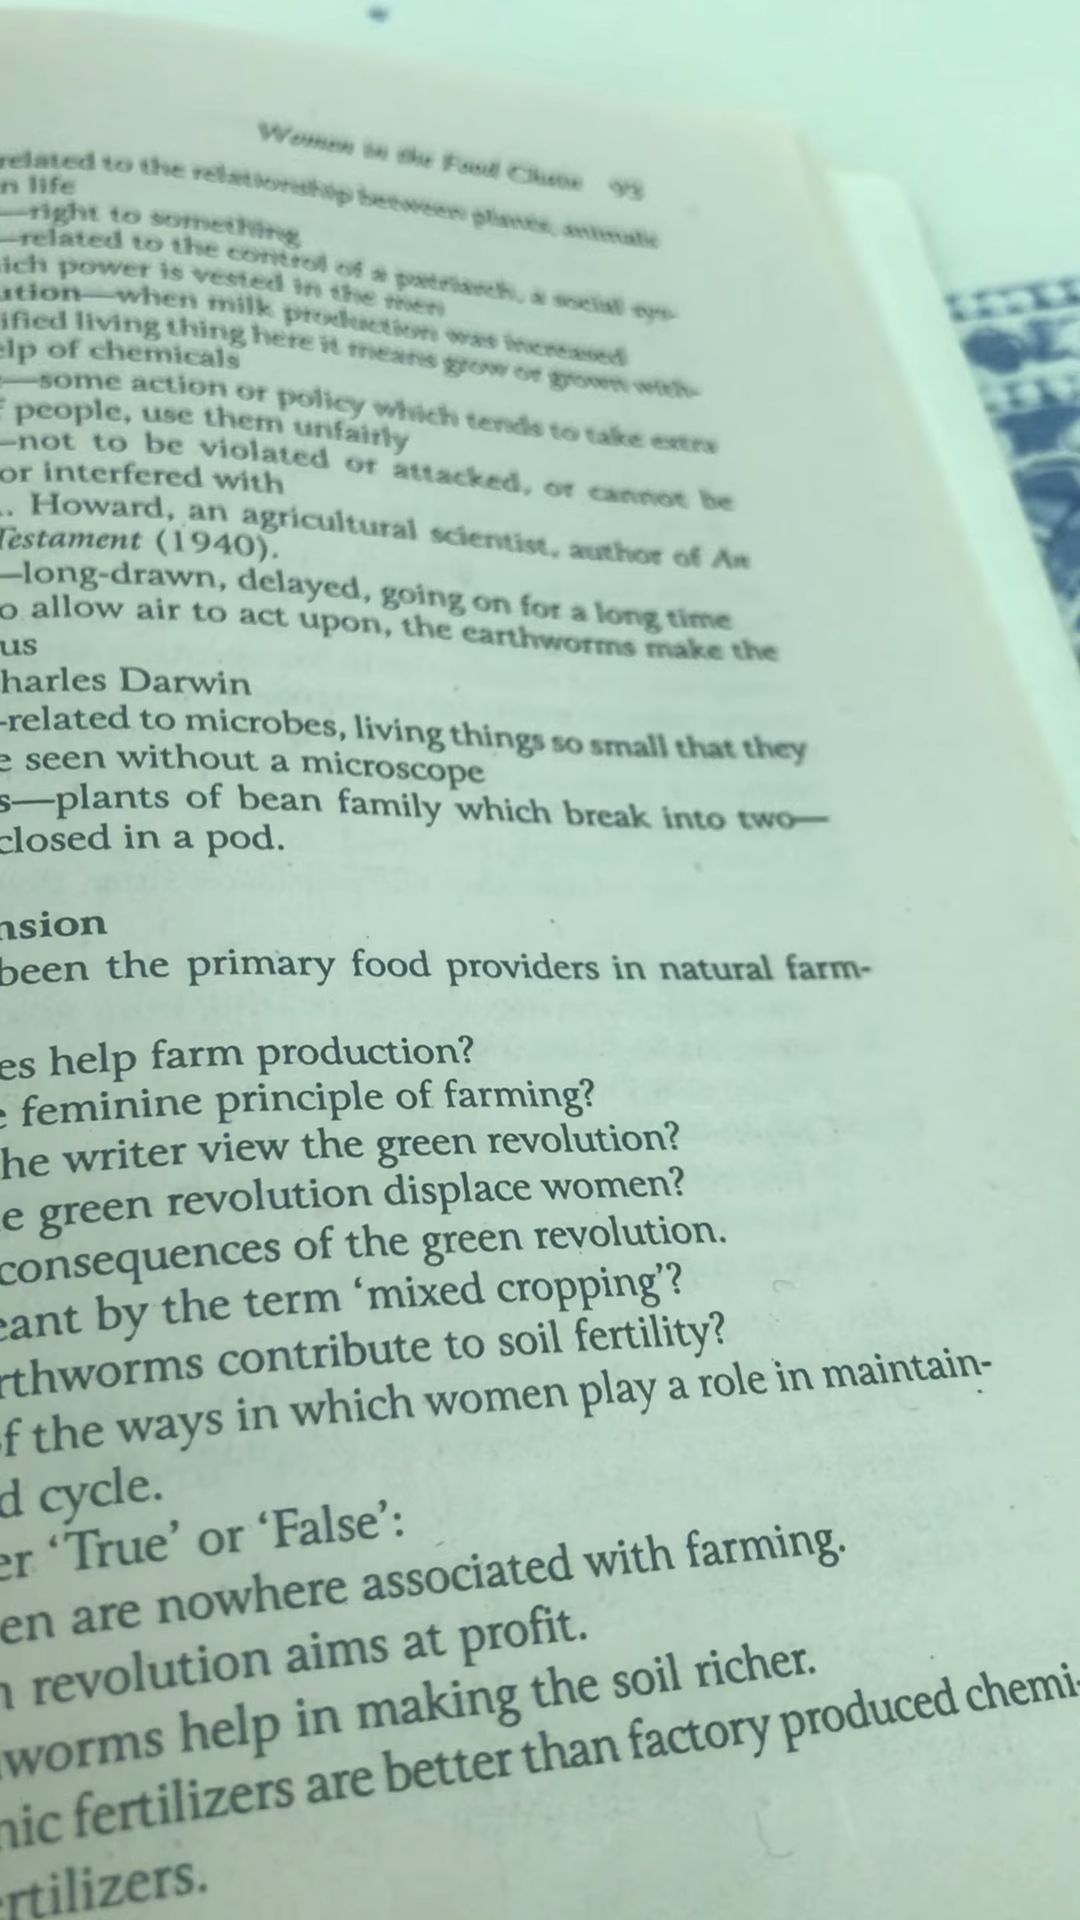 Women in the Food Chain 93
related to the relationship between plants, animals
n life
—right to something
—related to the control of a patriarch, a social sys-
ich power is vested in the men
ution—when milk production was increased
ified living thing here it means grow or grown with-
elp of chemicals
—some action or policy which tends to take extra
f people, use them unfairly
—not to be violated or attacked, or cannot be
or interfered with
. Howard, an agricultural scientist, author of An
Testament (1940).
—long-drawn, delayed, going on for a long time
o allow air to act upon, the earthworms make the
us
harles Darwin
-related to microbes, living things so small that they
e seen without a microscope
s—plants of bean family which break into two—
closed in a pod.
nsion
been the primary food providers in natural farm-
es help farm production?
e feminine principle of farming?
he writer view the green revolution?
e green revolution displace women?
consequences of the green revolution.
eant by the term ‘mixed cropping’?
rthworms contribute to soil fertility?
f the ways in which women play a role in maintain-
d cycle.
er ‘True’ or ‘False’:
en are nowhere associated with farming.
n revolution aims at profit.
worms help in making the soil richer.
nic fertilizers are better than factory produced chemi-
rtilizers.